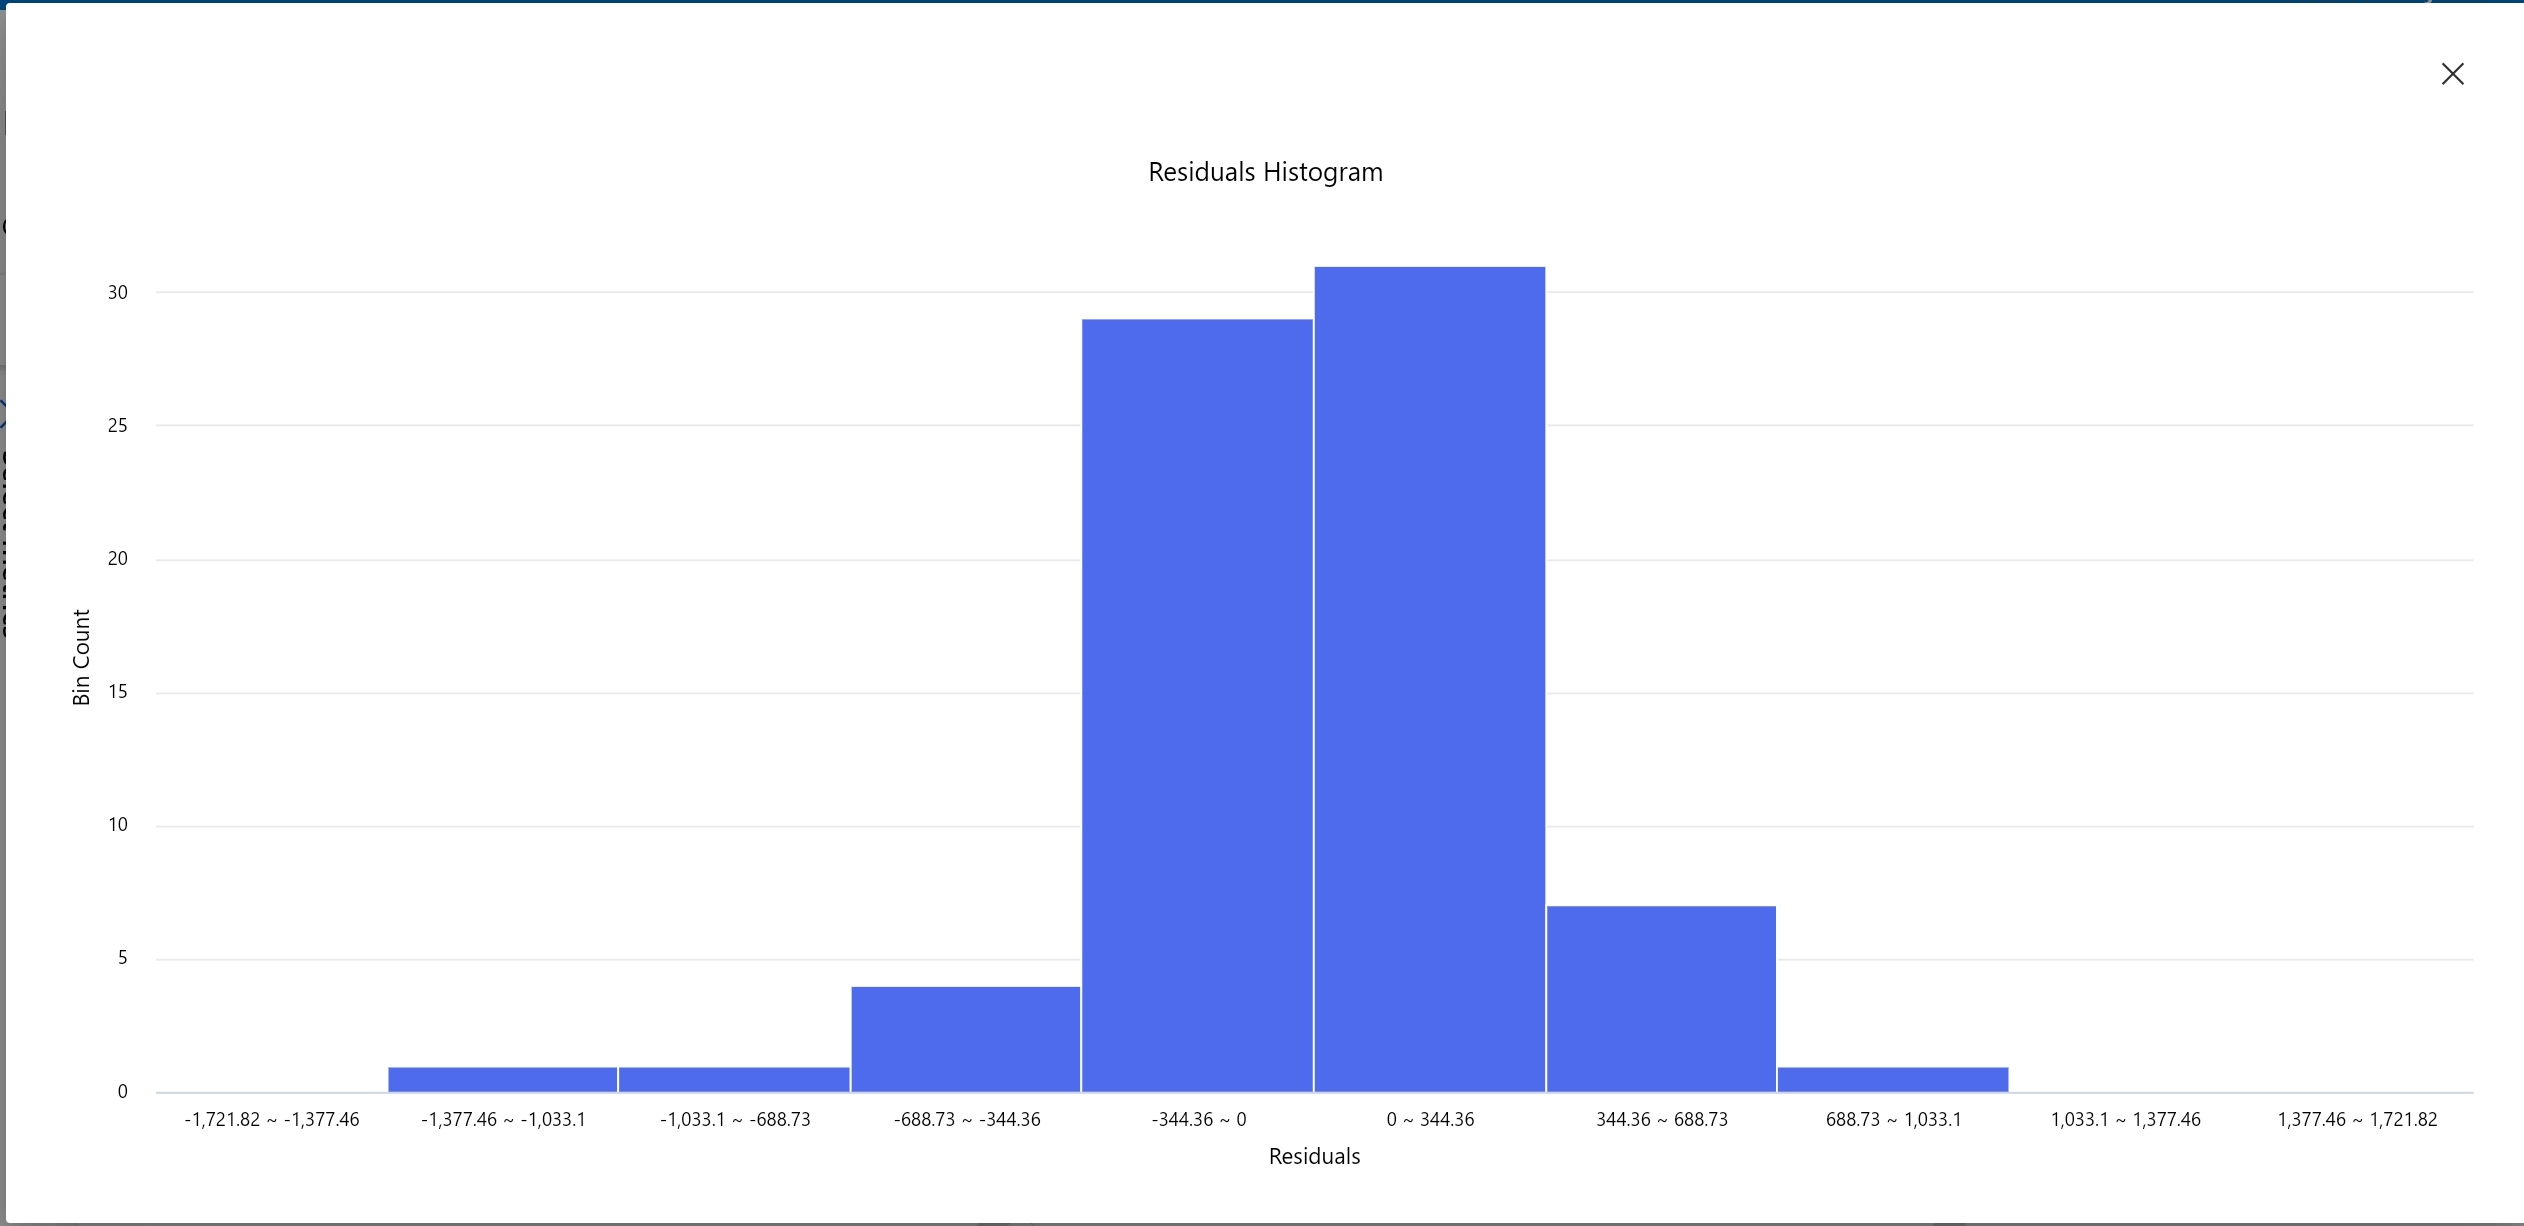 Residuals Histogram
30
25
20
15
10
5
0
Bin Count
-1,721.82 ~ -1,377.46
-1,377.46 ~ -1,033.1
-1,033.1 ~ -688.73
-688.73 ~ -344.36
-344.36 ~ 0
0 ~ 344.36
344.36 ~ 688.73
688.73 ~ 1,033.1
1,033.1 ~ 1,377.46
1,377.46 ~ 1,721.82
Residuals